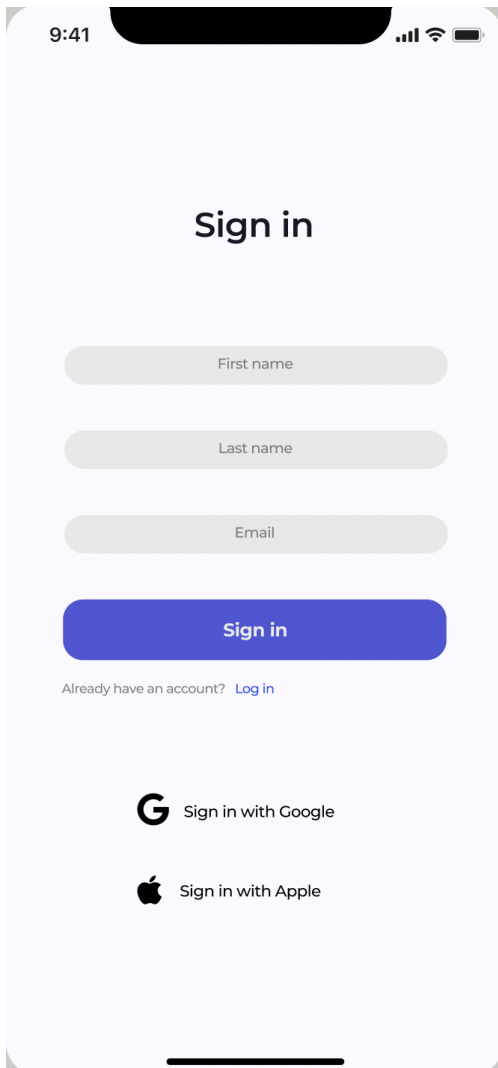 9:41
Sign in
First name
Last name
Email
Sign in
Already have an account? Log in
Sign in with Google
Sign in with Apple